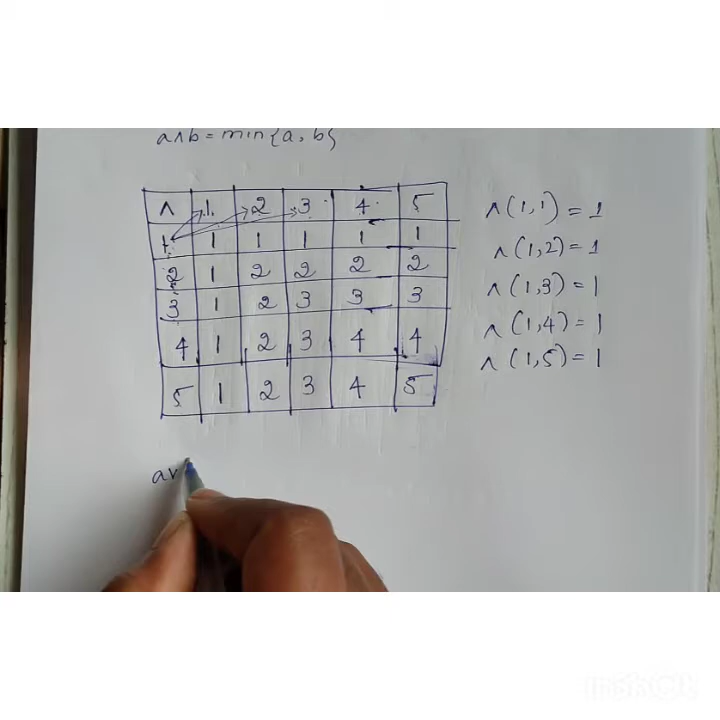 a∧b = min{a, b}
∧ 1 2 3 4 5
1 1 1 1 1 1
2 1 2 2 2 2
3 1 2 3 3 3
4 1 2 3 4 4
5 1 2 3 4 5
∧(1,1) = 1
∧(1,2) = 1
∧(1,3) = 1
∧(1,4) = 1
∧(1,5) = 1
a∨